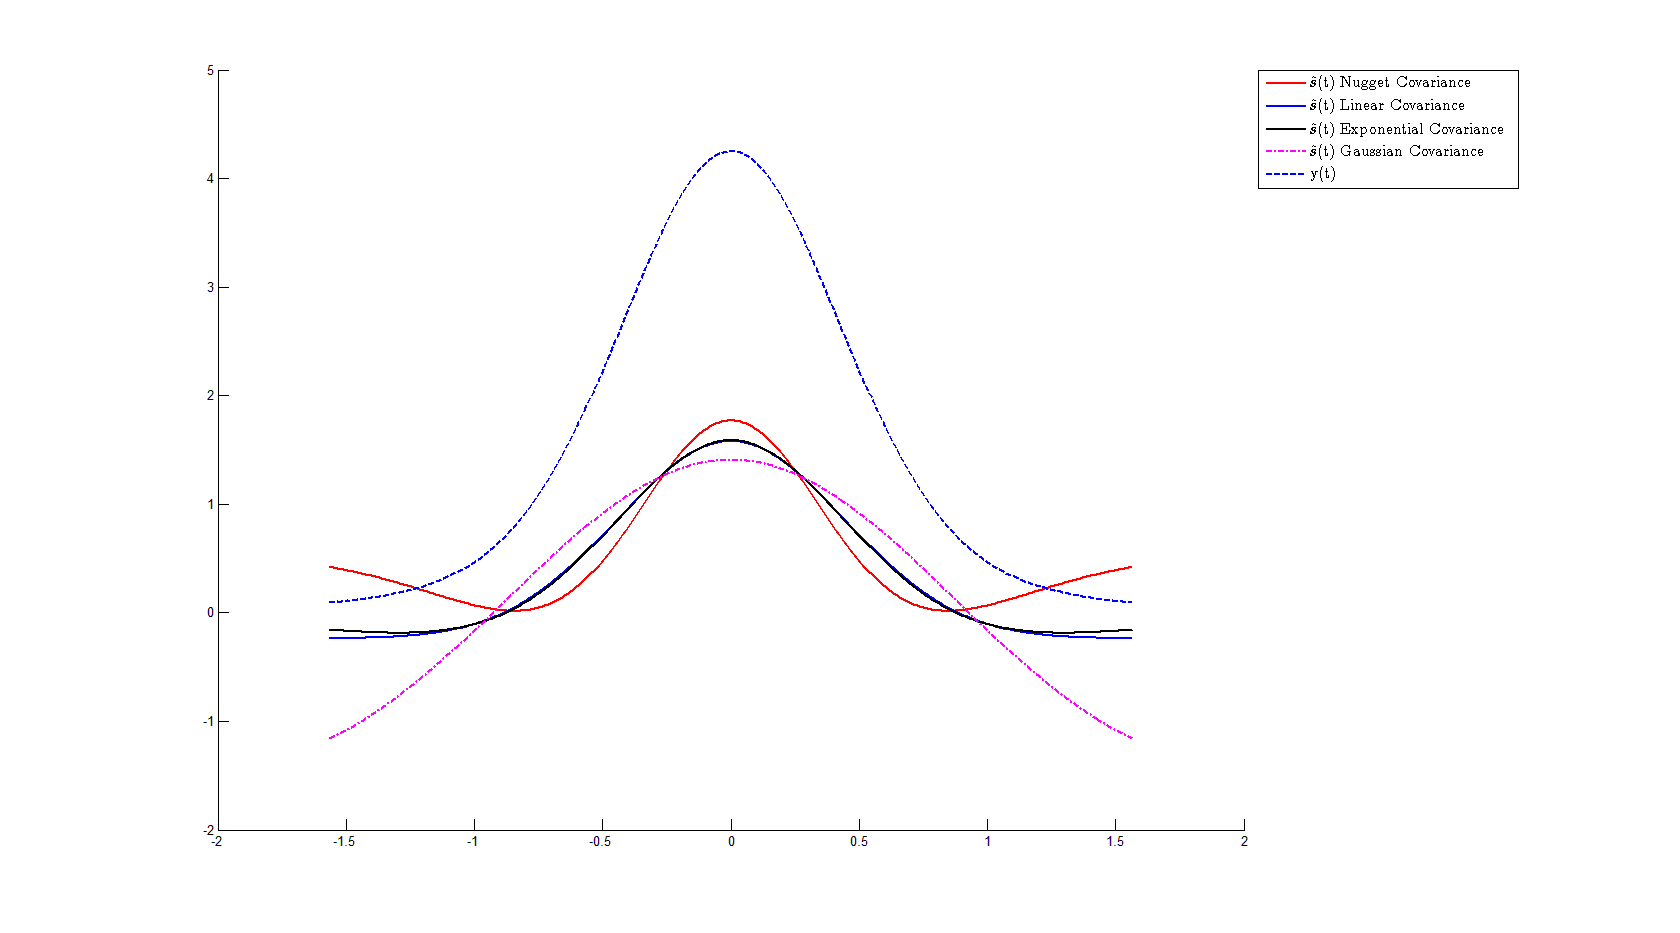 5
4
3
2
1
0
-1
-2
-2 -1.5 -1 -0.5 0 0.5 1 1.5 2
ŝ(t) Nugget Covariance
ŝ(t) Linear Covariance
ŝ(t) Exponential Covariance
ŝ(t) Gaussian Covariance
y(t)